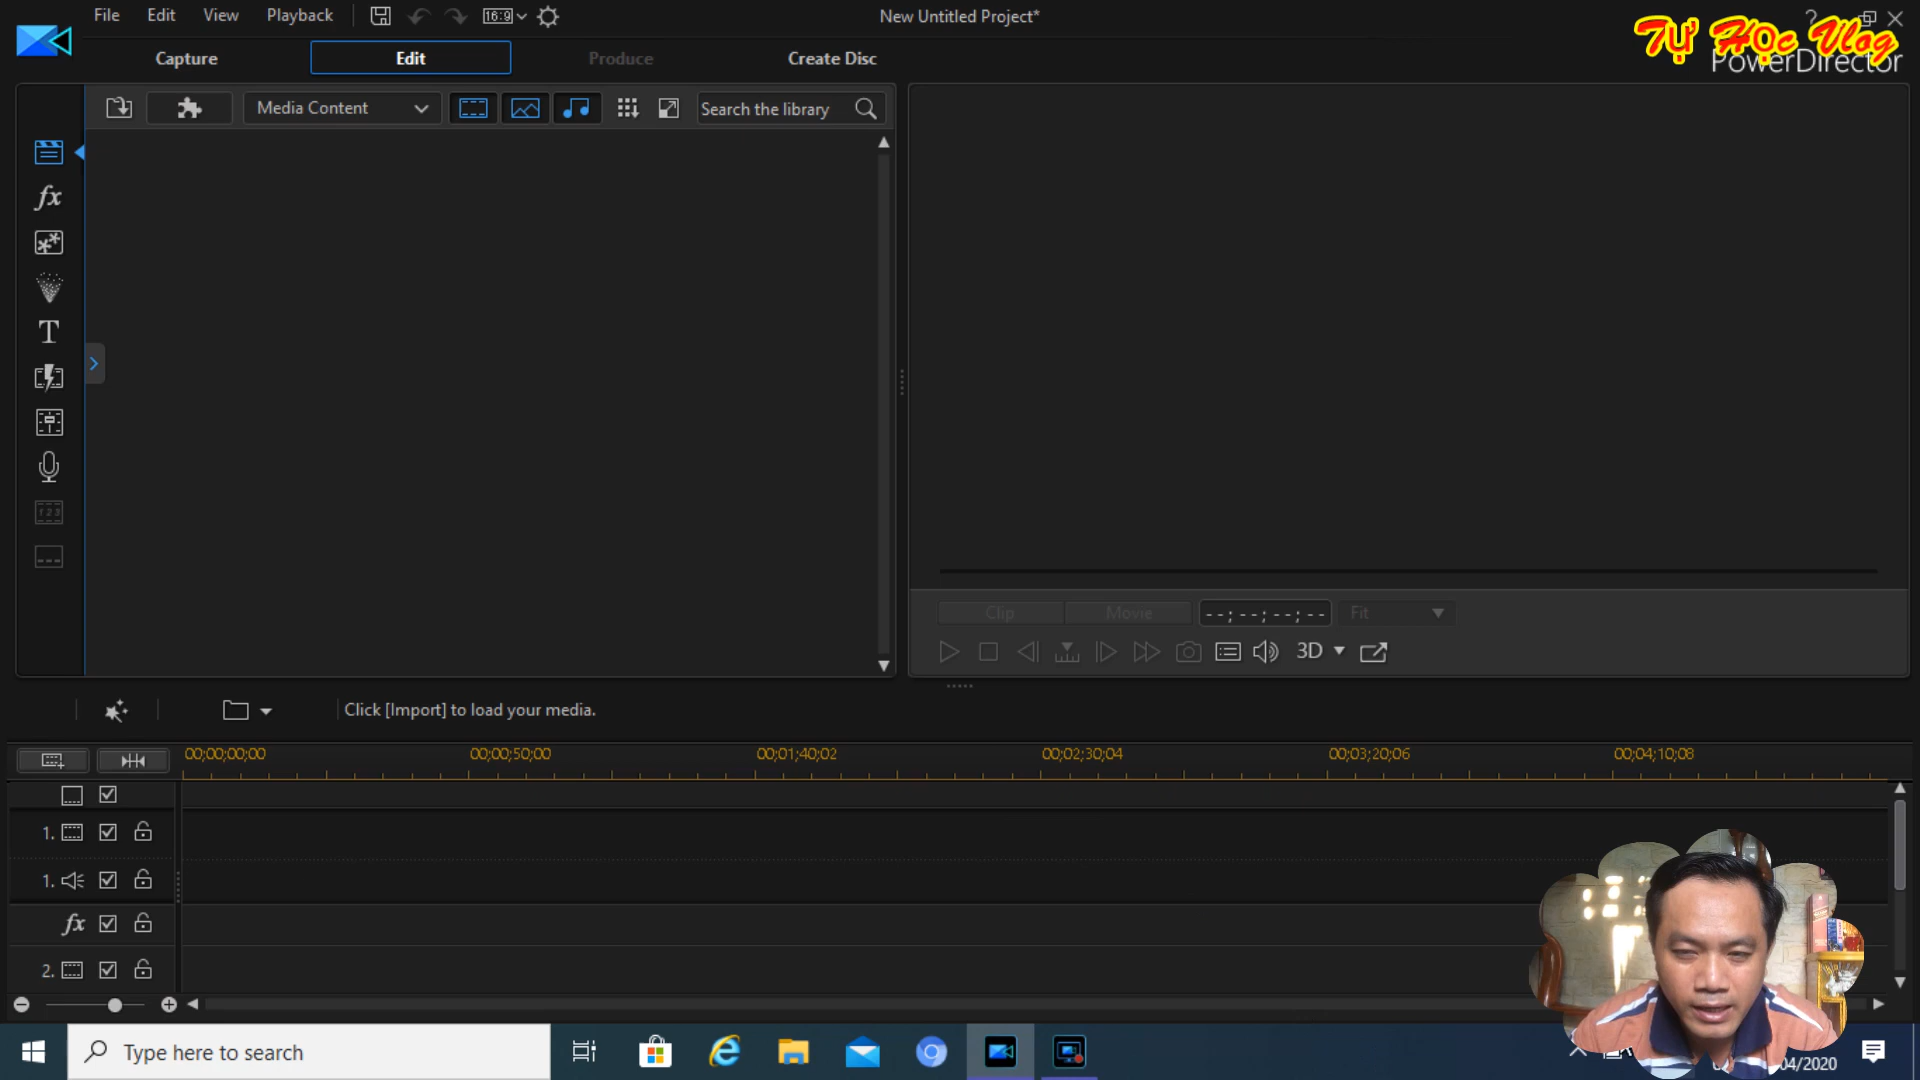 File Edit View Playback 16:9 New Untitled Project* ?
Tự Học Vlog
PowerDirector
Capture Edit Produce Create Disc
Media Content Search the library
fx
T
123
Clip Movie --;--;--;-- Fit
3D
Click [Import] to load your media.
00;00;00;00 00;00;50;00 00;01;40;02 00;02;30;04 00;03;20;06 00;04;10;08
1.
1.
fx
2.
Type here to search
04/2020